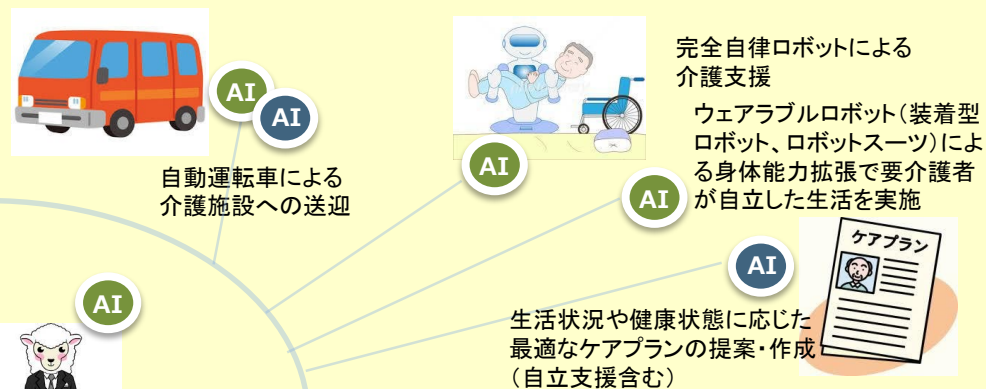 AI
AI
自動運転車による
介護施設への送迎
AI
完全自律ロボットによる
介護支援
AI
ウェアラブルロボット(装着型
ロボット、ロボットスーツ)によ
る身体能力拡張で要介護者
が自立した生活を実施
AI
生活状況や健康状態に応じた
最適なケアプランの提案・作成
(自立支援含む)
ケアプラン
AI